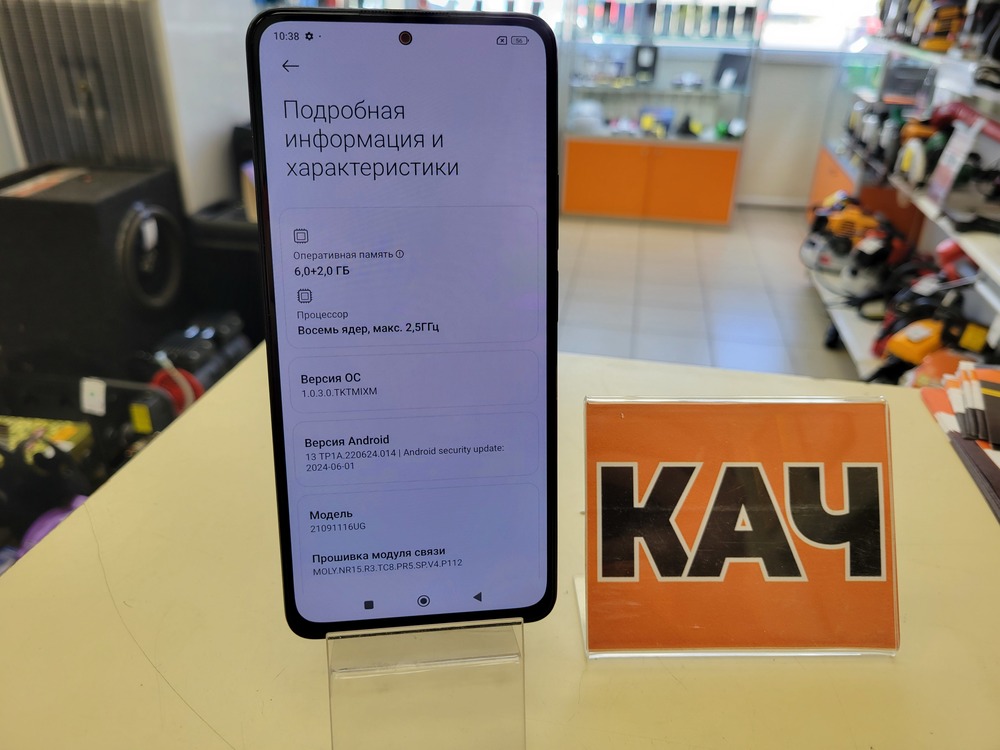 10:38
56
Подробная
информация и
характеристики
Оперативная память
6,0+2,0 ГБ
Процессор
Восемь ядер, макс. 2,5ГГц
Версия ОС
1.0.3.0.TKTMIXM
Версия Android
13 TP1A.220624.014 | Android security update:
2024-06-01
Модель
21091116UG
Прошивка модуля связи
MOLY.NR15.R3.TC8.PR5.SP.V4.P112
КАЧ